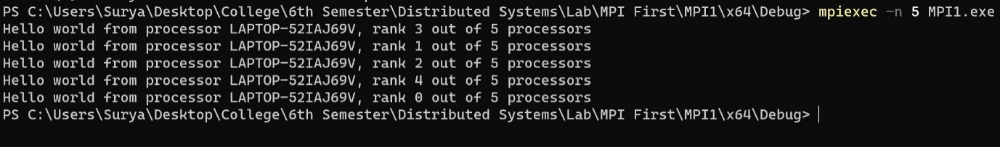 PS C:\Users\Surya\Desktop\College\6th Semester\Distributed Systems\Lab\MPI First\MPI1\x64\Debug> mpiexec -n 5 MPI1.exe
Hello world from processor LAPTOP-52IAJ69V, rank 3 out of 5 processors
Hello world from processor LAPTOP-52IAJ69V, rank 1 out of 5 processors
Hello world from processor LAPTOP-52IAJ69V, rank 2 out of 5 processors
Hello world from processor LAPTOP-52IAJ69V, rank 4 out of 5 processors
Hello world from processor LAPTOP-52IAJ69V, rank 0 out of 5 processors
PS C:\Users\Surya\Desktop\College\6th Semester\Distributed Systems\Lab\MPI First\MPI1\x64\Debug>